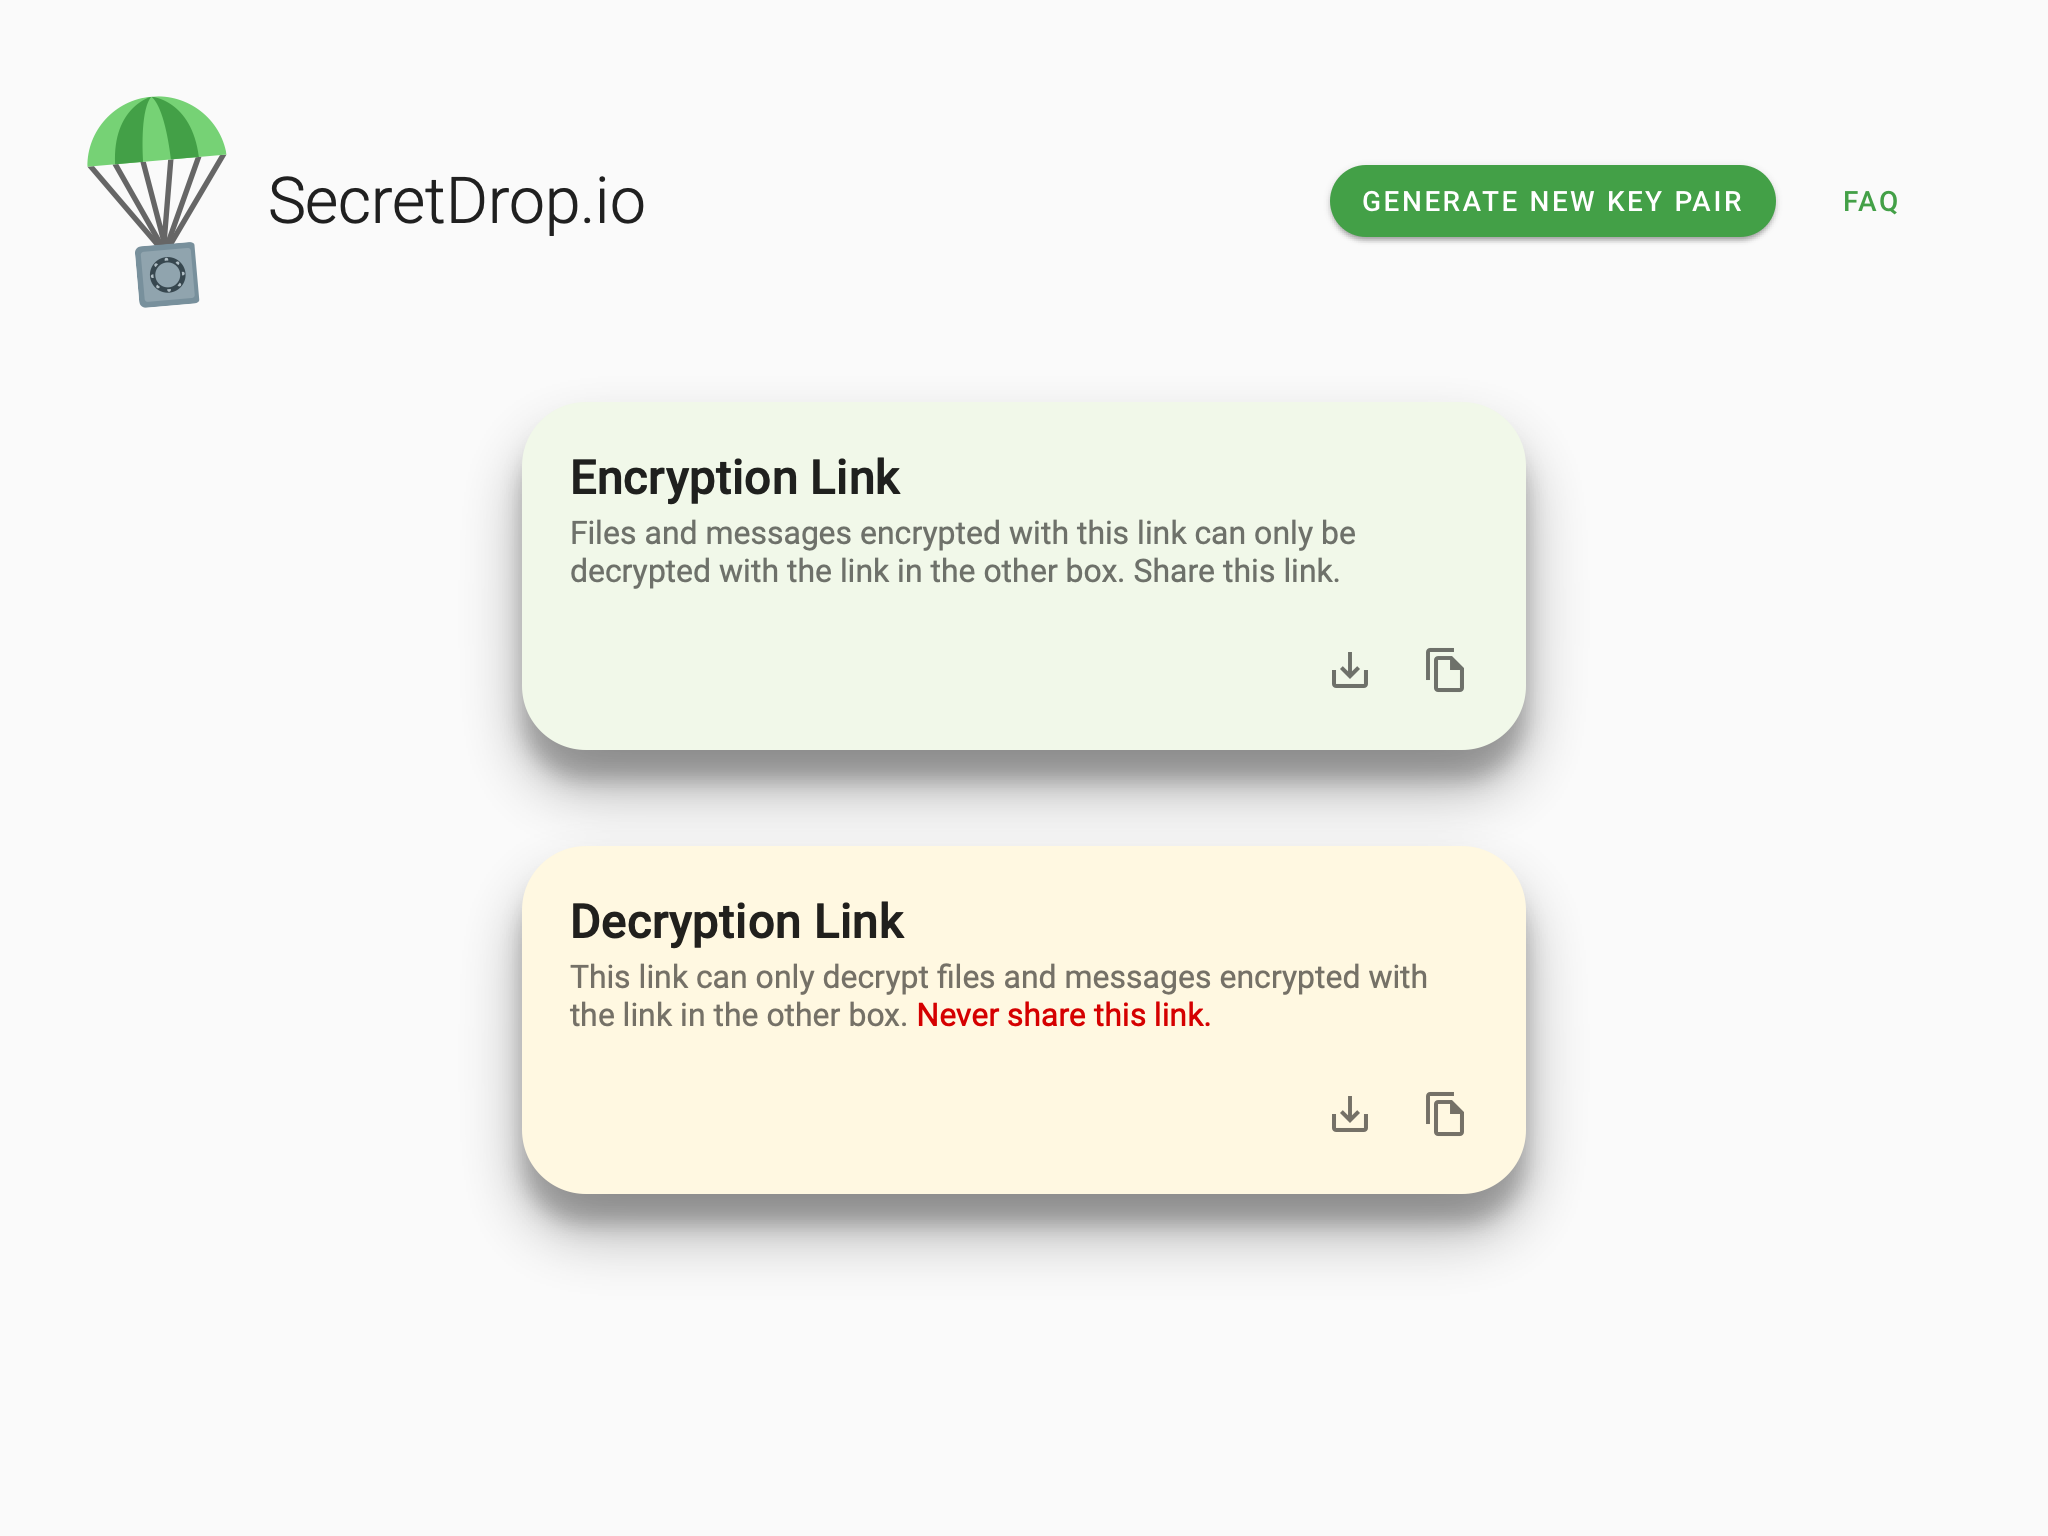 SecretDrop.io
GENERATE NEW KEY PAIR
FAQ
Encryption Link
Files and messages encrypted with this link can only be
decrypted with the link in the other box. Share this link.
Decryption Link
This link can only decrypt files and messages encrypted with
the link in the other box. Never share this link.